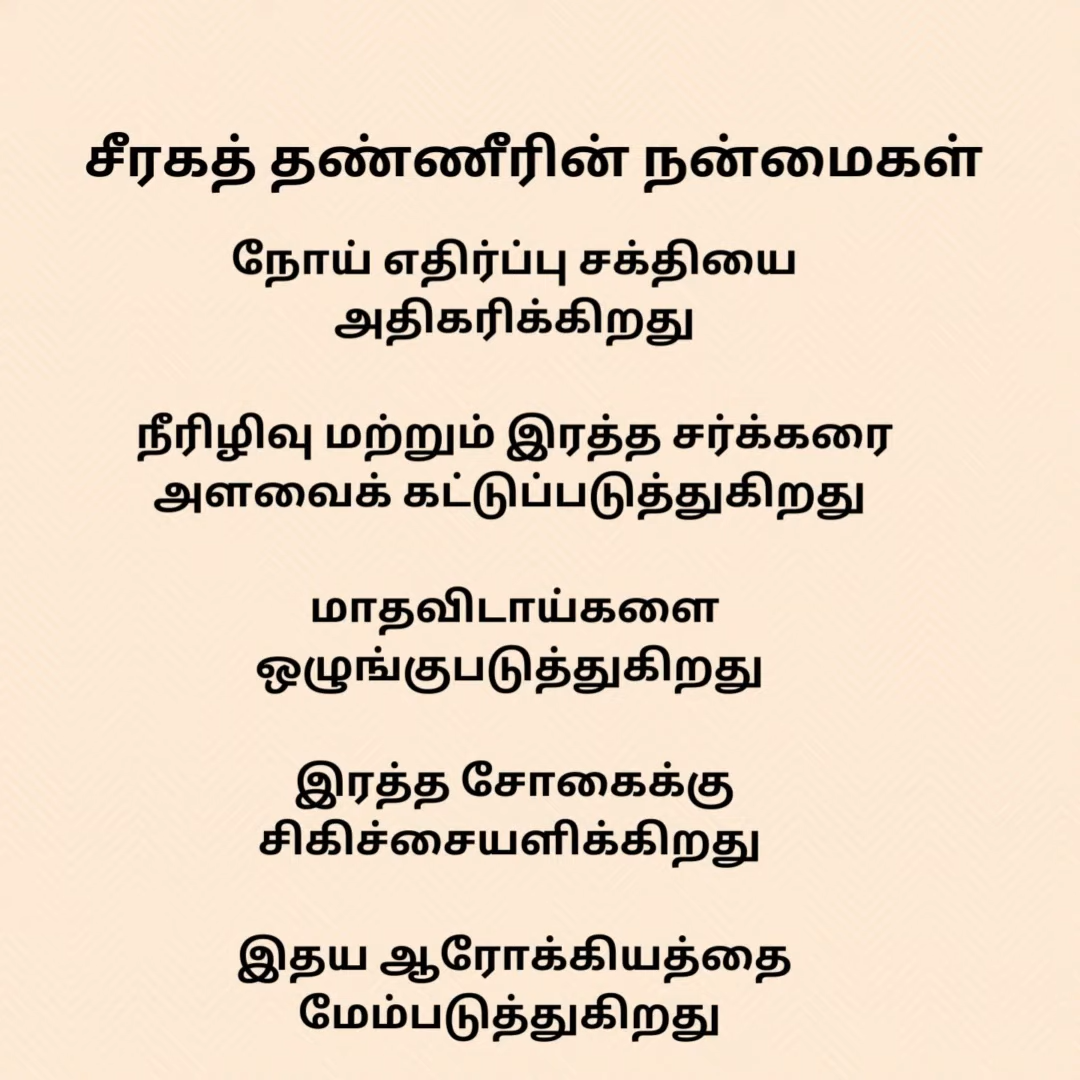 சீரகத் தண்ணீரின் நன்மைகள்
நோய் எதிர்ப்பு சக்தியை
அதிகரிக்கிறது
நீரிழிவு மற்றும் இரத்த சர்க்கரை
அளவைக் கட்டுப்படுத்துகிறது
மாதவிடாய்களை
ஒழுங்குபடுத்துகிறது
இரத்த சோகைக்கு
சிகிச்சையளிக்கிறது
இதய ஆரோக்கியத்தை
மேம்படுத்துகிறது